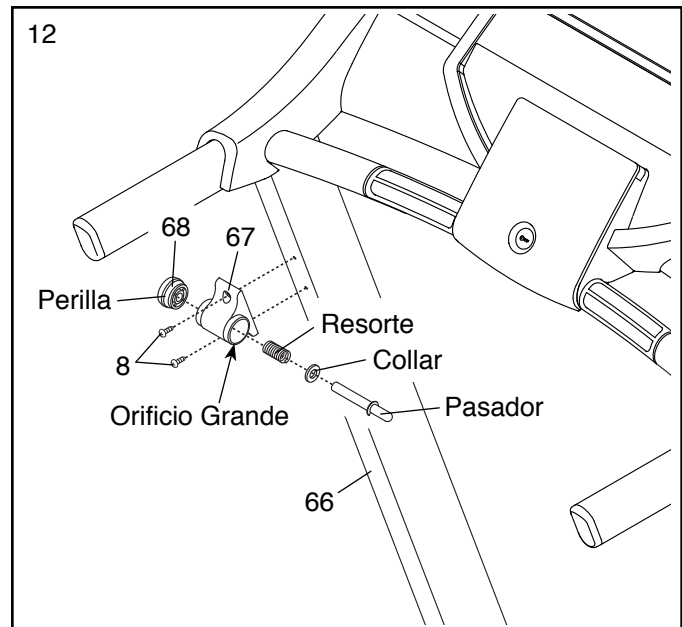 12
68
67
Perilla
Resorte
8
Collar
Orificio Grande
Pasador
66